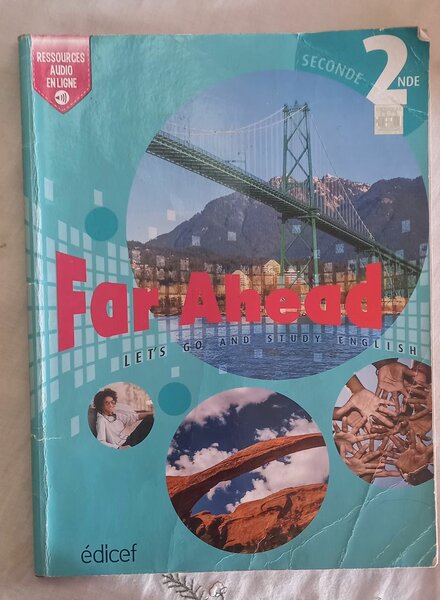 RESSOURCES
AUDIO
EN LIGNE
SECONDE 2NDE
Far Ahead
LET'S GO AND STUDY ENGLISH
édicef